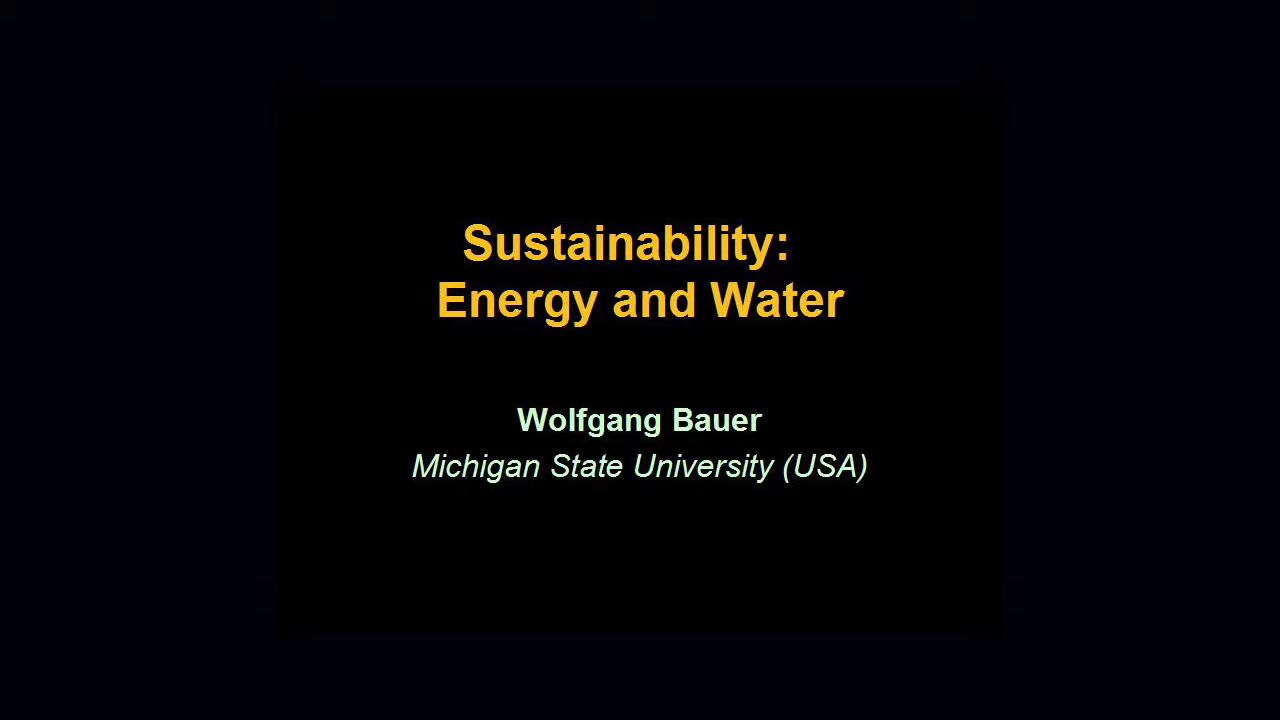 Sustainability:
Energy and Water
Wolfgang Bauer
Michigan State University (USA)